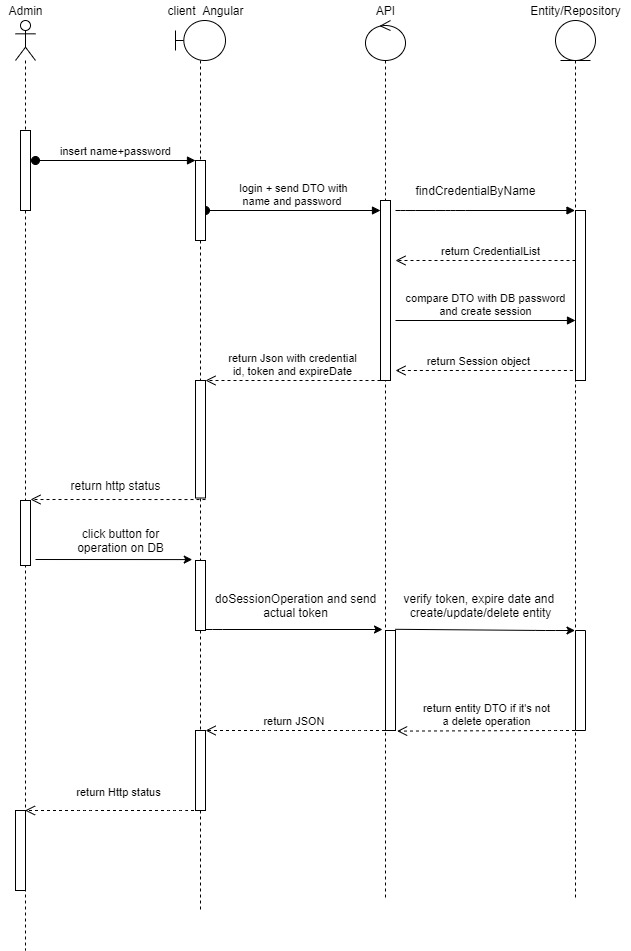 Admin
client Angular
API
Entity/Repository
insert name+password
login + send DTO with
name and password
findCredentialByName
return CredentialList
compare DTO with DB password
and create session
return Json with credential
id, token and expireDate
return Session object
return http status
click button for
operation on DB
doSessionOperation and send
actual token
verify token, expire date and
create/update/delete entity
return entity DTO if it's not
a delete operation
return JSON
return Http status